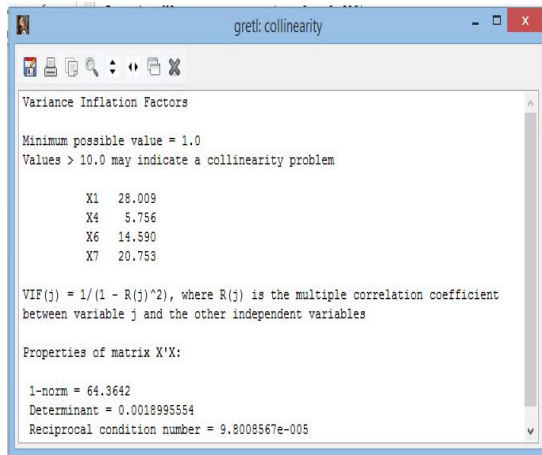 gretl: collinearity
Variance Inflation Factors
Minimum possible value = 1.0
Values > 10.0 may indicate a collinearity problem
X1 28.009
X4 5.756
X6 14.590
X7 20.753
VIF(j) = 1/(1 - R(j)^2), where R(j) is the multiple correlation coefficient
between variable j and the other independent variables
Properties of matrix X'X:
1-norm = 64.3642
Determinant = 0.0018995554
Reciprocal condition number = 9.8008567e-005